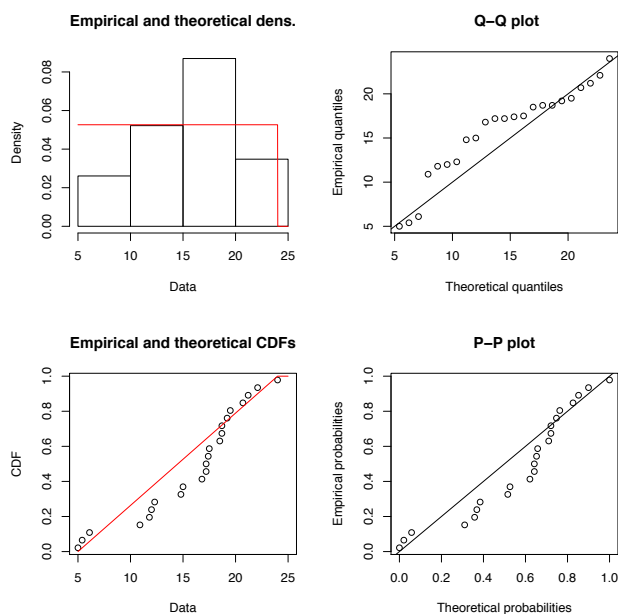 Empirical and theoretical dens.
Density
0.00 0.02 0.04 0.06 0.08
5 10 15 20 25
Data
Q−Q plot
Empirical quantiles
5 10 15 20
5 10 15 20
Theoretical quantiles
Empirical and theoretical CDFs
CDF
0.0 0.2 0.4 0.6 0.8 1.0
5 10 15 20 25
Data
P−P plot
Empirical probabilities
0.0 0.2 0.4 0.6 0.8 1.0
0.0 0.2 0.4 0.6 0.8 1.0
Theoretical probabilities